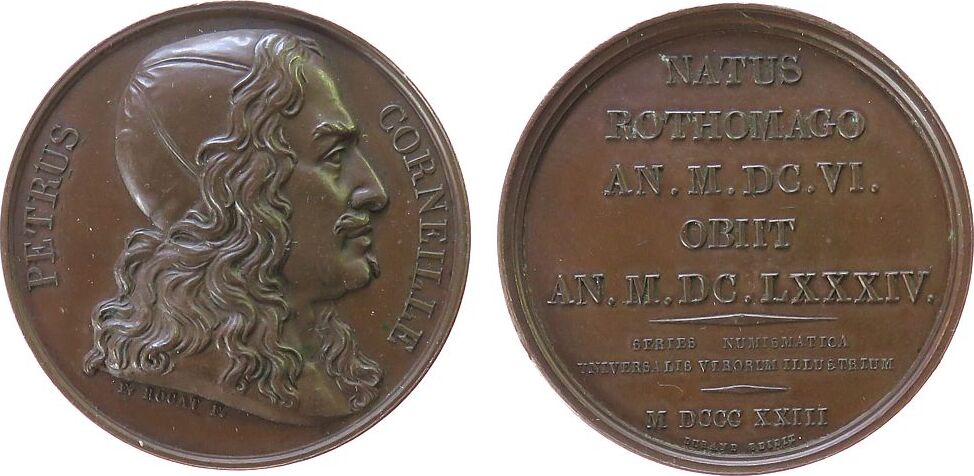 PETRUS CORNEILLE
E. ROGAT F.
NATUS
ROTHOMAGO
AN. M. DC. VI.
OBIIT
AN. M. DC. LXXXIV.
SERIES NUMISMATICA
UNIVERSALIS VIRORUM ILLUSTRIUM
M DCCC XXIII
DURAND EDIDIT